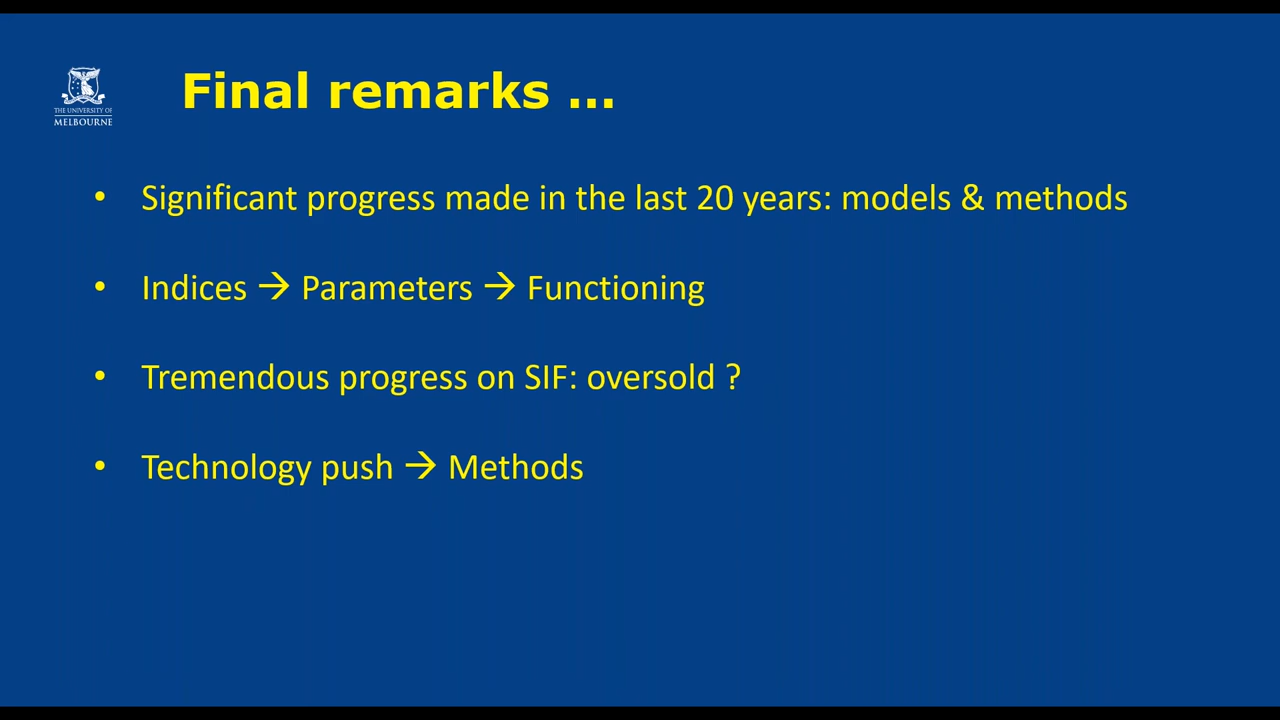 THE UNIVERSITY OF
MELBOURNE
Final remarks ...
• Significant progress made in the last 20 years: models & methods
• Indices → Parameters → Functioning
• Tremendous progress on SIF: oversold ?
• Technology push → Methods